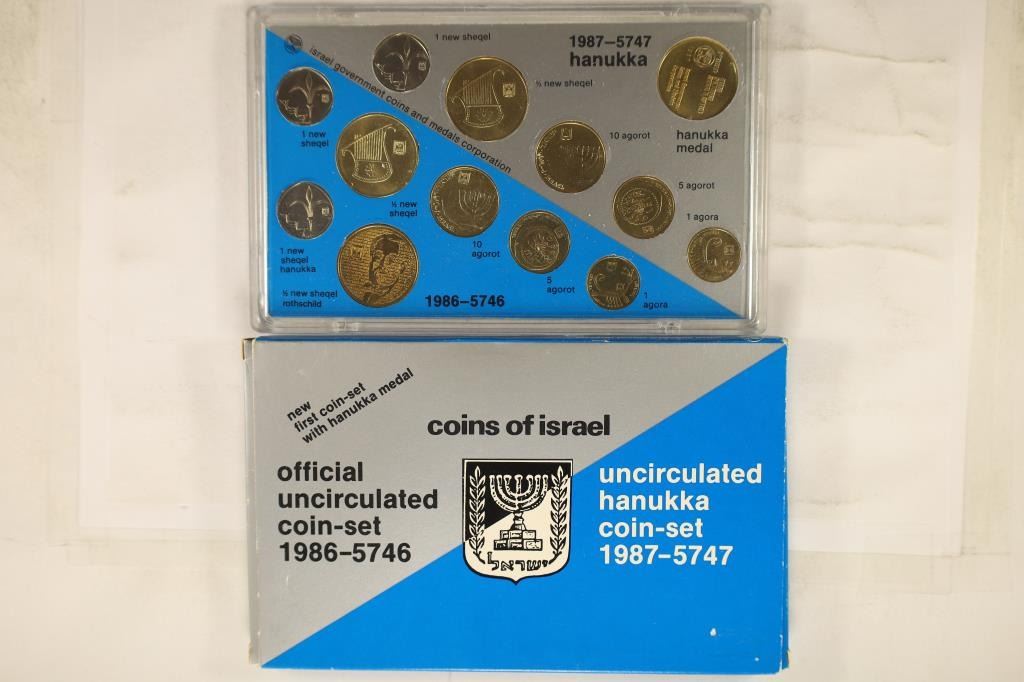 israel government coins and medals corporation
1 new sheqel
1987–5747
hanukka
½ new sheqel
hanukka
medal
10 agorot
5 agorot
1 agora
1 new
sheqel
½ new
sheqel
1 new
sheqel
hanukka
½ new sheqel
rothschild
10
agorot
5
agorot
1
agora
1986–5746
new
first coin-set
with hanukka medal
coins of israel
official
uncirculated
coin-set
1986–5746
uncirculated
hanukka
coin-set
1987–5747
ישראל